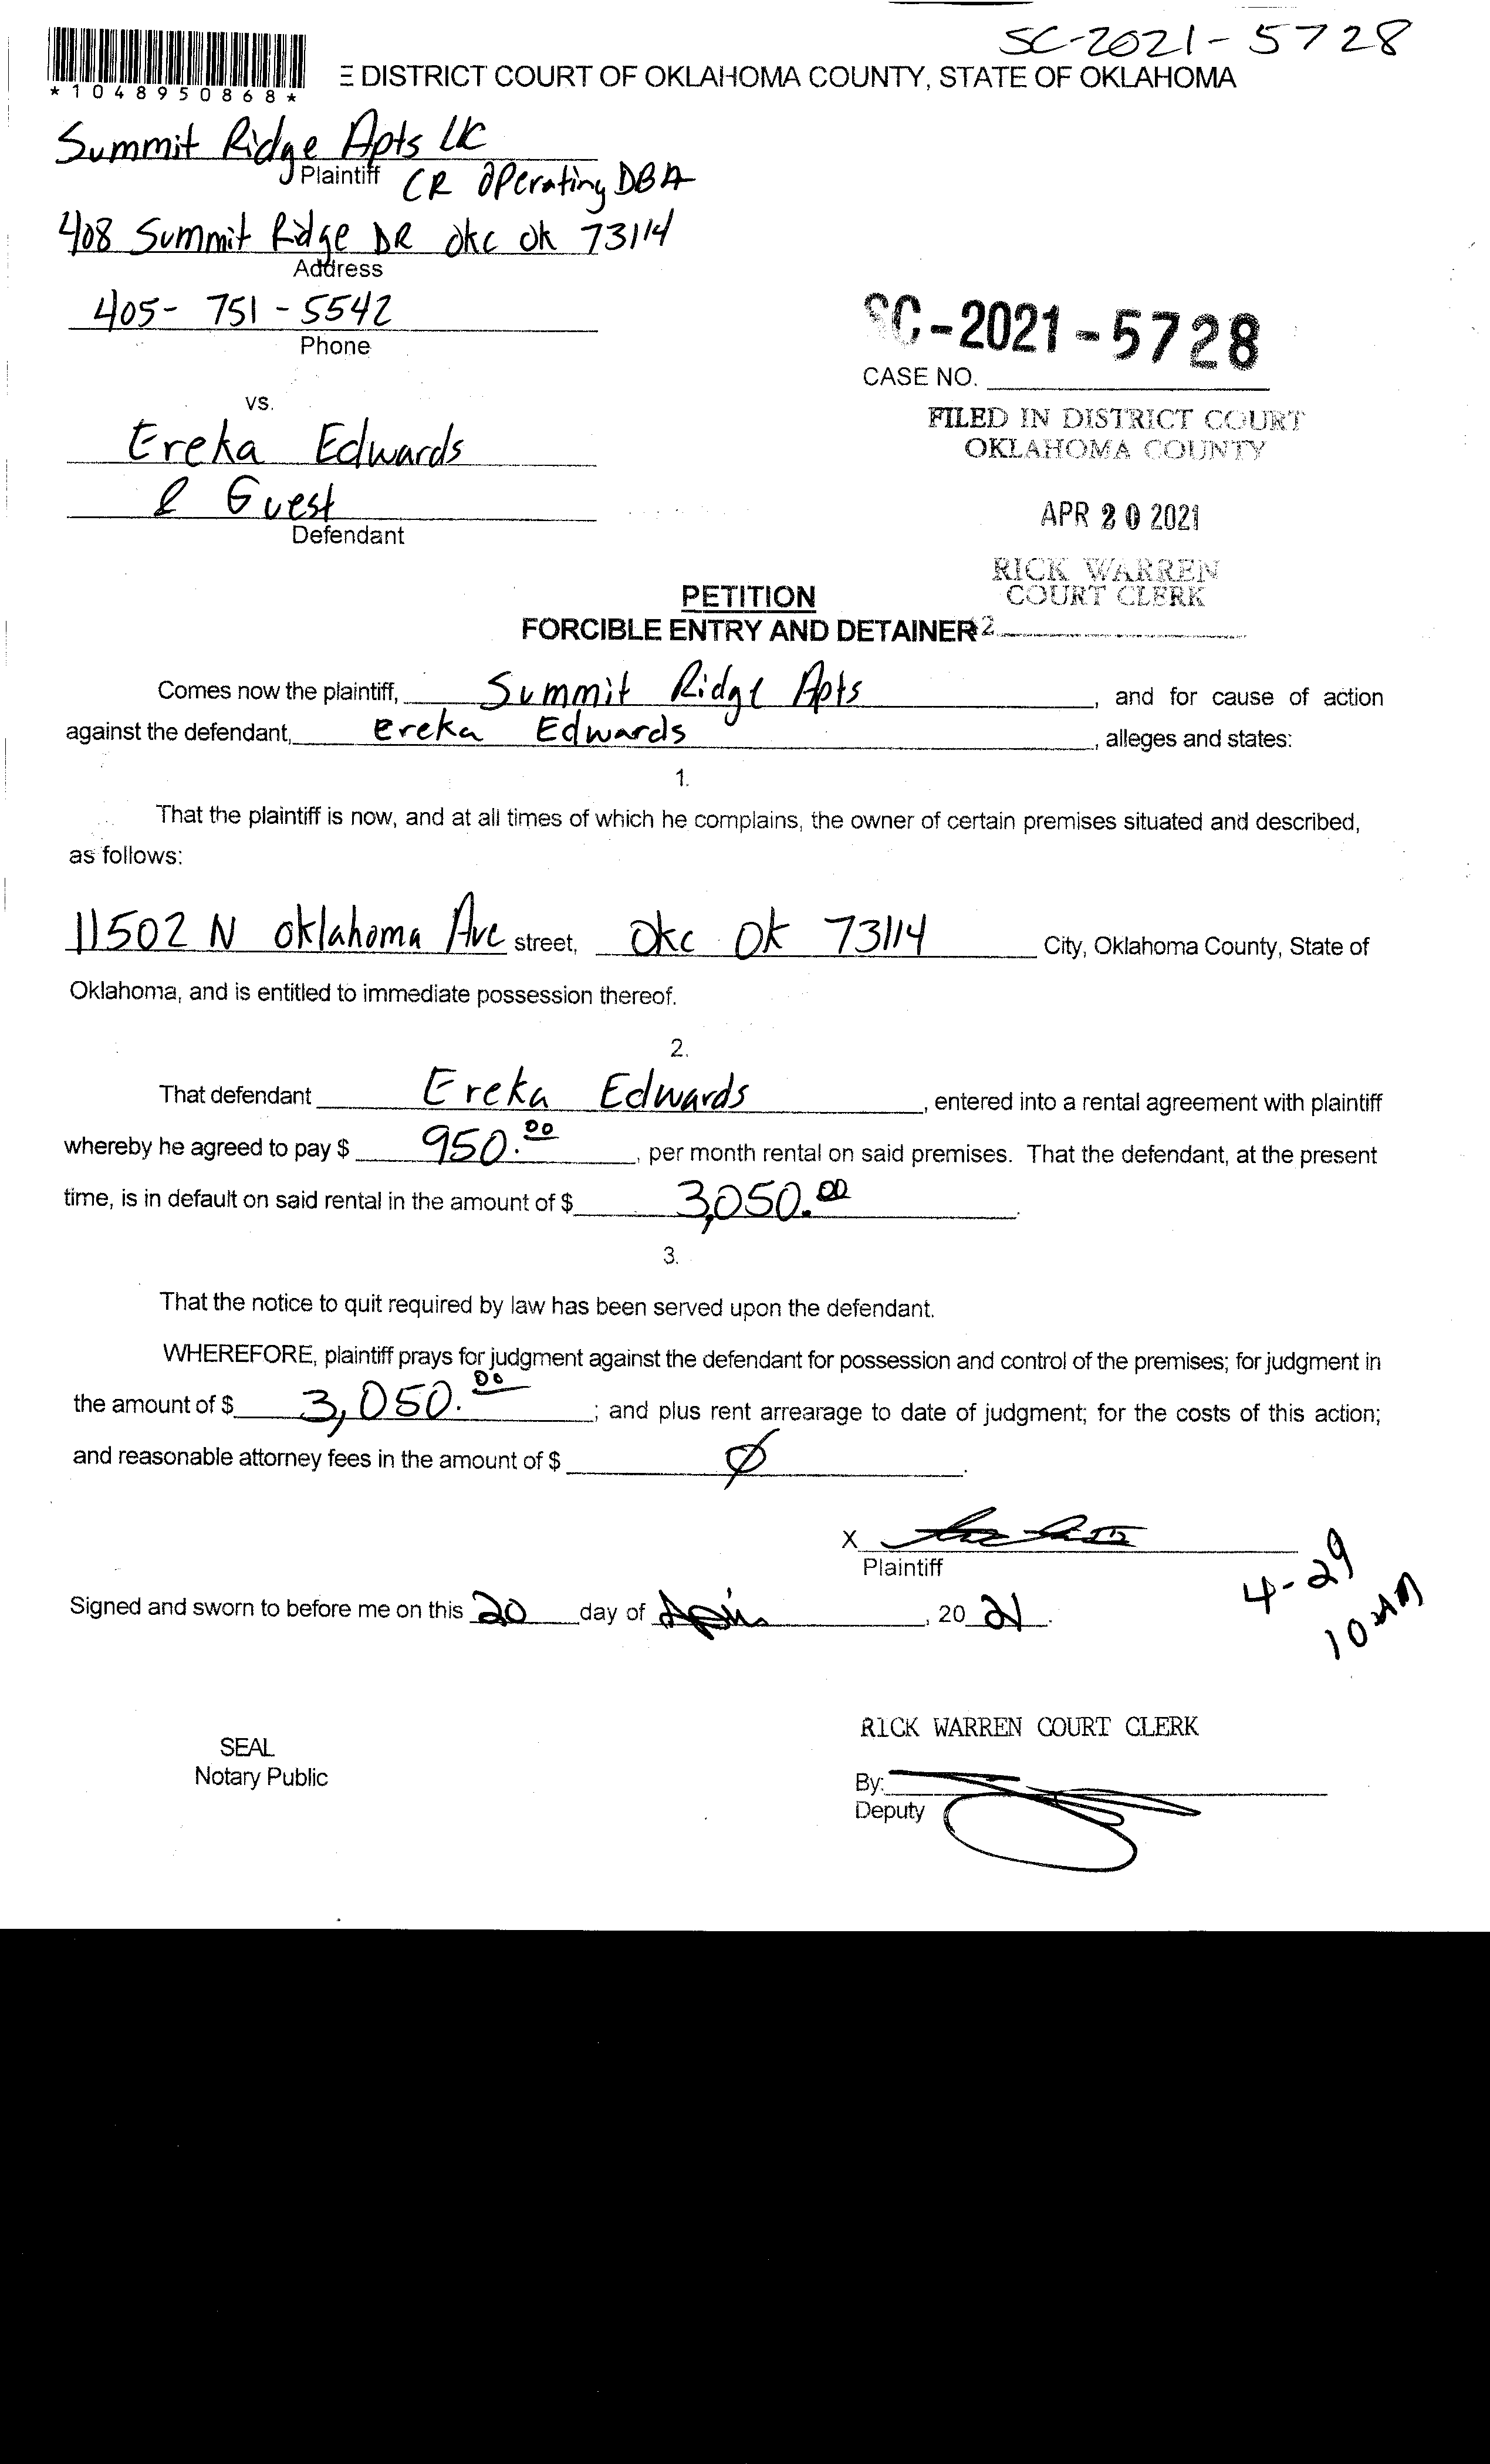 SC-2021-5728
*1048950868*
E DISTRICT COURT OF OKLAHOMA COUNTY, STATE OF OKLAHOMA
Summit Ridge Apts LLC
Plaintiff CR Operating DBA
408 Summit Ridge DR Okc Ok 73114
Address
405-751-5542
Phone
SC-2021-5728
CASE NO.
vs.
FILED IN DISTRICT COURT
OKLAHOMA COUNTY
Ereka Edwards
& Guest
Defendant
APR 20 2021
RICK WARREN
COURT CLERK
PETITION
FORCIBLE ENTRY AND DETAINER 2
Comes now the plaintiff, Summit Ridge Apts, and for cause of action
against the defendant, Ereka Edwards, alleges and states:
1.
That the plaintiff is now, and at all times of which he complains, the owner of certain premises situated and described,
as follows:
11502 N Oklahoma Ave street, Okc Ok 73114 City, Oklahoma County, State of
Oklahoma, and is entitled to immediate possession thereof.
2.
That defendant Ereka Edwards, entered into a rental agreement with plaintiff
whereby he agreed to pay $ 950.00, per month rental on said premises. That the defendant, at the present
time, is in default on said rental in the amount of $ 3,050.00.
3.
That the notice to quit required by law has been served upon the defendant.
WHEREFORE, plaintiff prays for judgment against the defendant for possession and control of the premises; for judgment in
the amount of $ 3,050.00; and plus rent arrearage to date of judgment; for the costs of this action;
and reasonable attorney fees in the amount of $ Ø.
X
Plaintiff
4-29
10 AM
Signed and sworn to before me on this 20 day of April, 20 21.
RICK WARREN COURT CLERK
SEAL
Notary Public
By:
Deputy